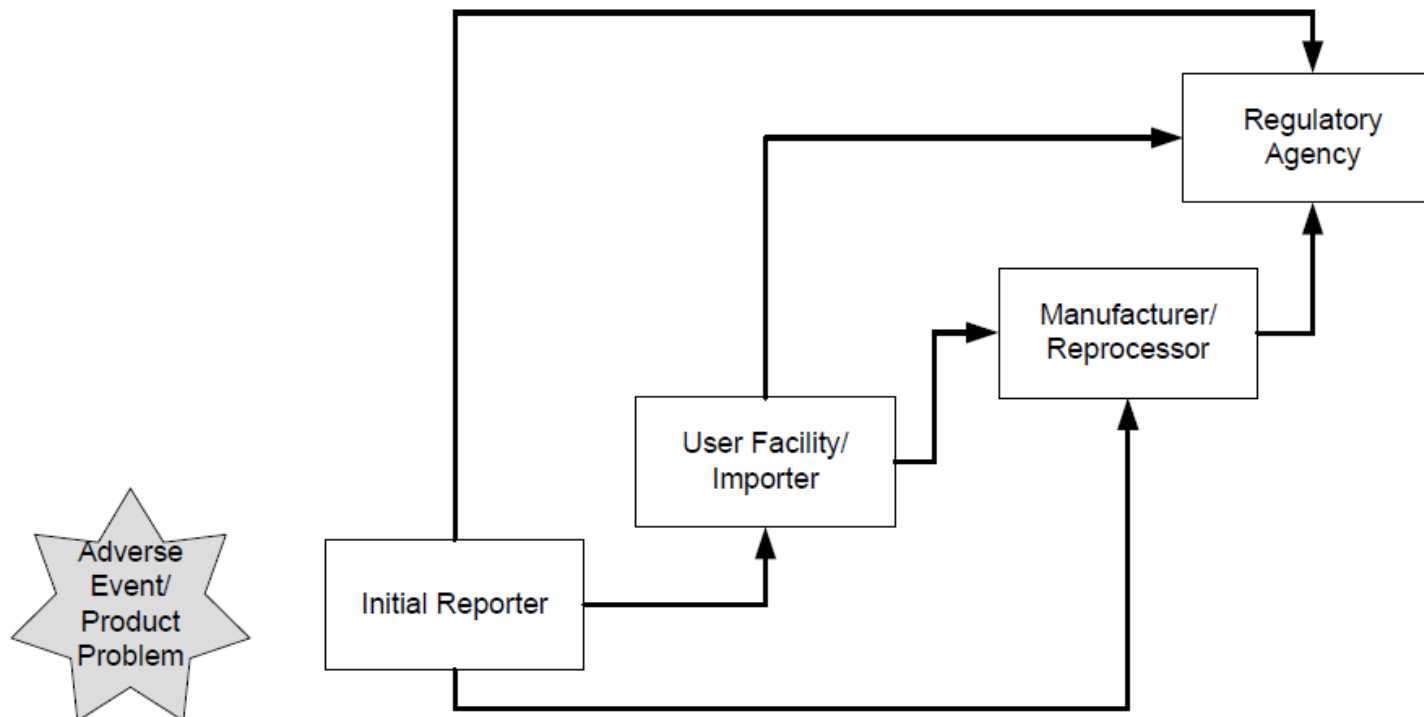 Regulatory
Agency
Manufacturer/
Reprocessor
User Facility/
Importer
Initial Reporter
Adverse
Event/
Product
Problem